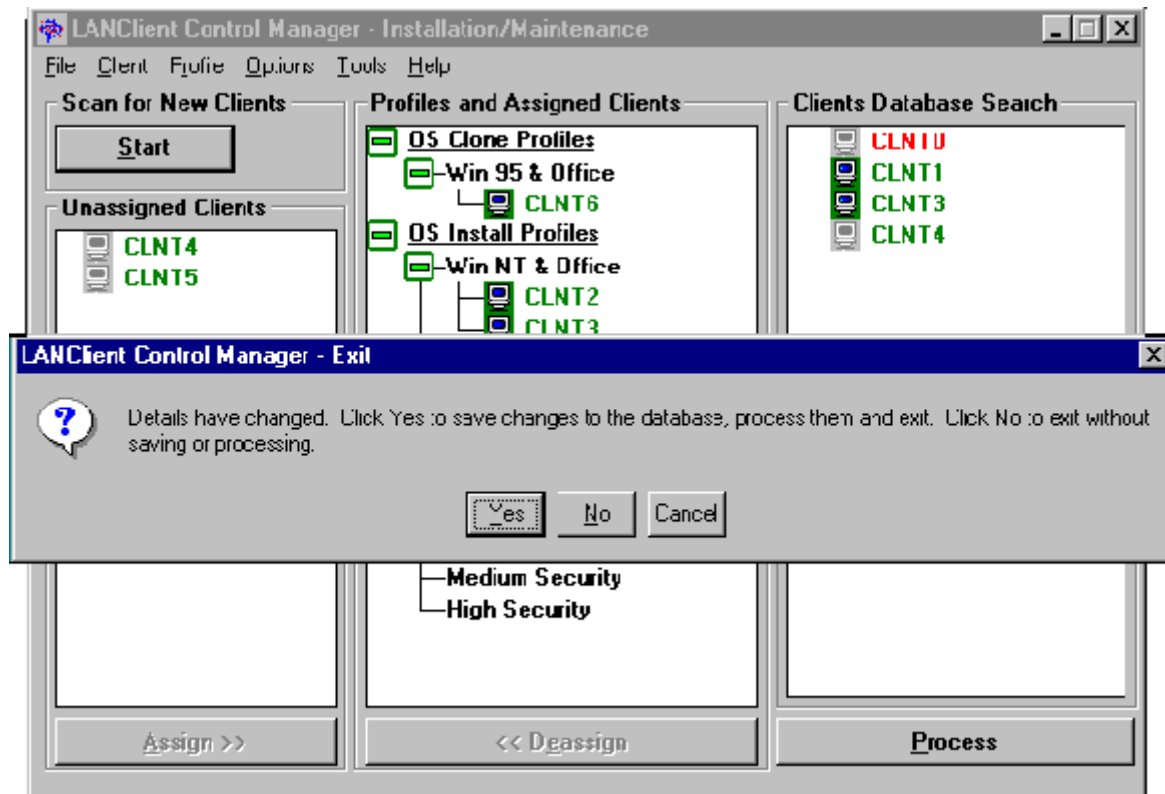 LANClient Control Manager - Installation/Maintenance
File Client Profile Options Tools Help
Scan for New Clients
Start
Unassigned Clients
CLNT4
CLNT5
Profiles and Assigned Clients
OS Clone Profiles
Win 95 & Office
CLNT6
OS Install Profiles
Win NT & Office
CLNT2
CLNT3
Clients Database Search
CLNT0
CLNT1
CLNT3
CLNT4
LANClient Control Manager - Exit
Details have changed. Click Yes to save changes to the database, process them and exit. Click No to exit without
saving or processing.
Yes No Cancel
Medium Security
High Security
Assign >>
<< Deassign
Process